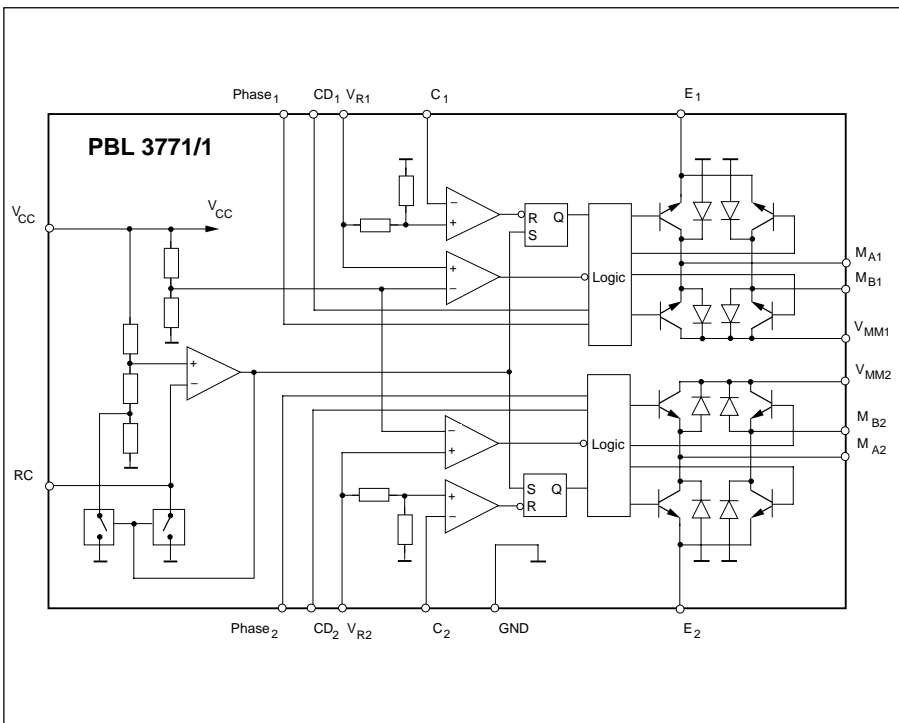 Phase1 CD1 VR1 C1 E1
PBL 3771/1
VCC VCC
− +
R Q
S
+ −
Logic
MA1
MB1
VMM1
+ −
VMM2
− +
Logic
MB2
MA2
RC
+ −
S Q
R
Phase2 CD2 VR2 C2 GND E2